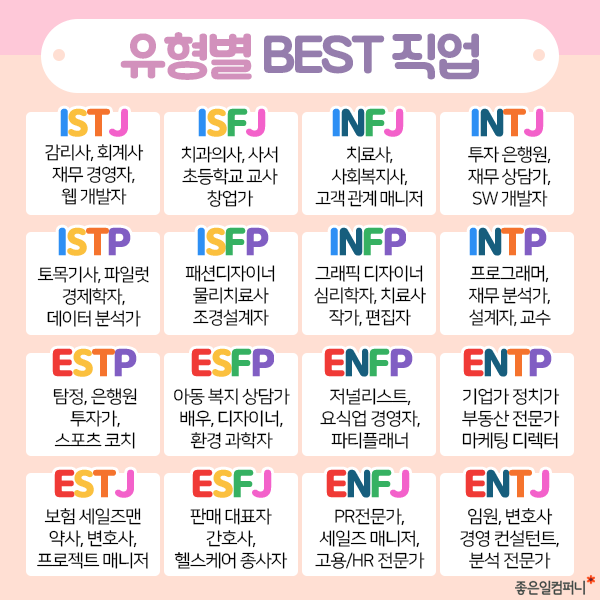 유형별 BEST 직업
ISTJ
감리사, 회계사
재무 경영자,
웹 개발자
ISFJ
치과의사, 사서
초등학교 교사
창업가
INFJ
치료사,
사회복지사,
고객 관계 매니저
INTJ
투자 은행원,
재무 상담가,
SW 개발자
ISTP
토목기사, 파일럿
경제학자,
데이터 분석가
ISFP
패션디자이너
물리치료사
조경설계자
INFP
그래픽 디자이너
심리학자, 치료사
작가, 편집자
INTP
프로그래머,
재무 분석가,
설계자, 교수
ESTP
탐정, 은행원
투자가,
스포츠 코치
ESFP
아동 복지 상담가
배우, 디자이너,
환경 과학자
ENFP
저널리스트,
요식업 경영자,
파티플래너
ENTP
기업가 정치가
부동산 전문가
마케팅 디렉터
ESTJ
보험 세일즈맨
약사, 변호사,
프로젝트 매니저
ESFJ
판매 대표자
간호사,
헬스케어 종사자
ENFJ
PR전문가,
세일즈 매니저,
고용/HR 전문가
ENTJ
임원, 변호사
경영 컨설턴트,
분석 전문가
좋은일컴퍼니